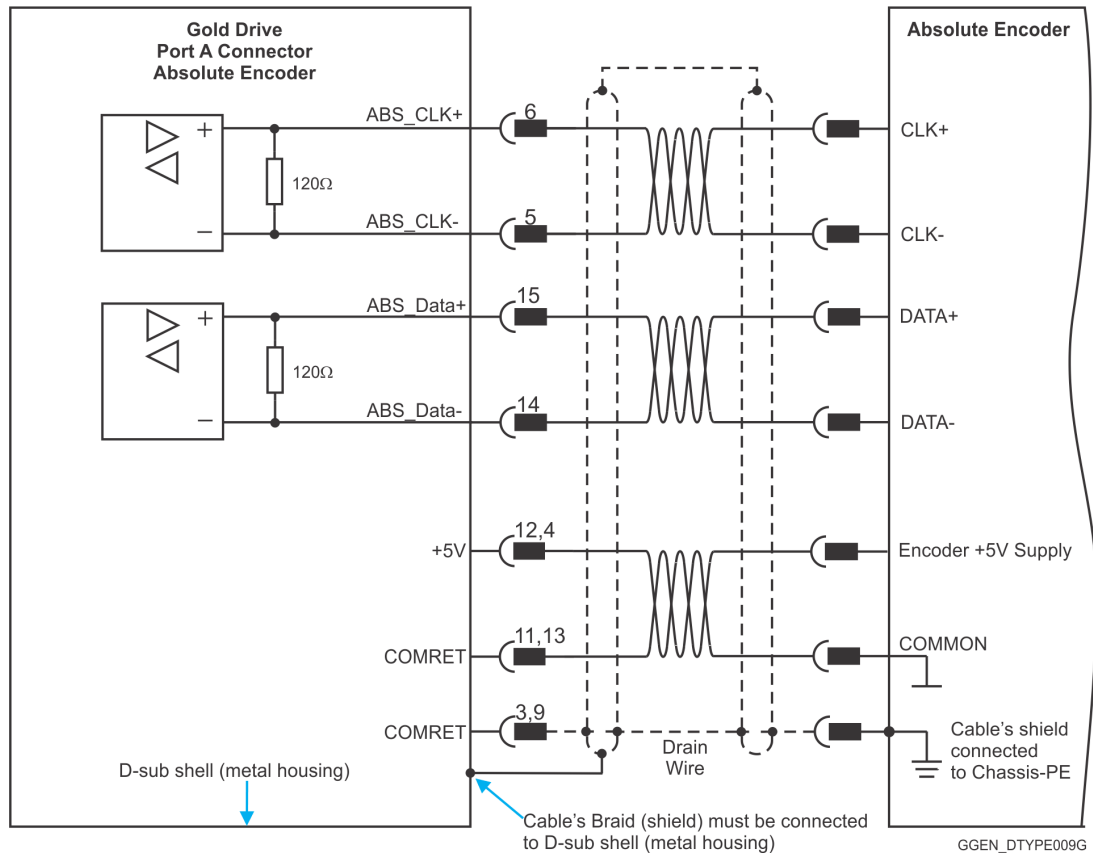 Gold Drive
Port A Connector
Absolute Encoder
Absolute Encoder
ABS_CLK+
6
CLK+
+
120Ω
−
ABS_CLK-
5
CLK-
ABS_Data+
15
DATA+
+
120Ω
−
ABS_Data-
14
DATA-
+5V
12,4
Encoder +5V Supply
COMRET
11,13
COMMON
COMRET
3,9
Drain
Wire
Cable's shield
connected
to Chassis-PE
D-sub shell (metal housing)
Cable's Braid (shield) must be connected
to D-sub shell (metal housing)
GGEN_DTYPE009G